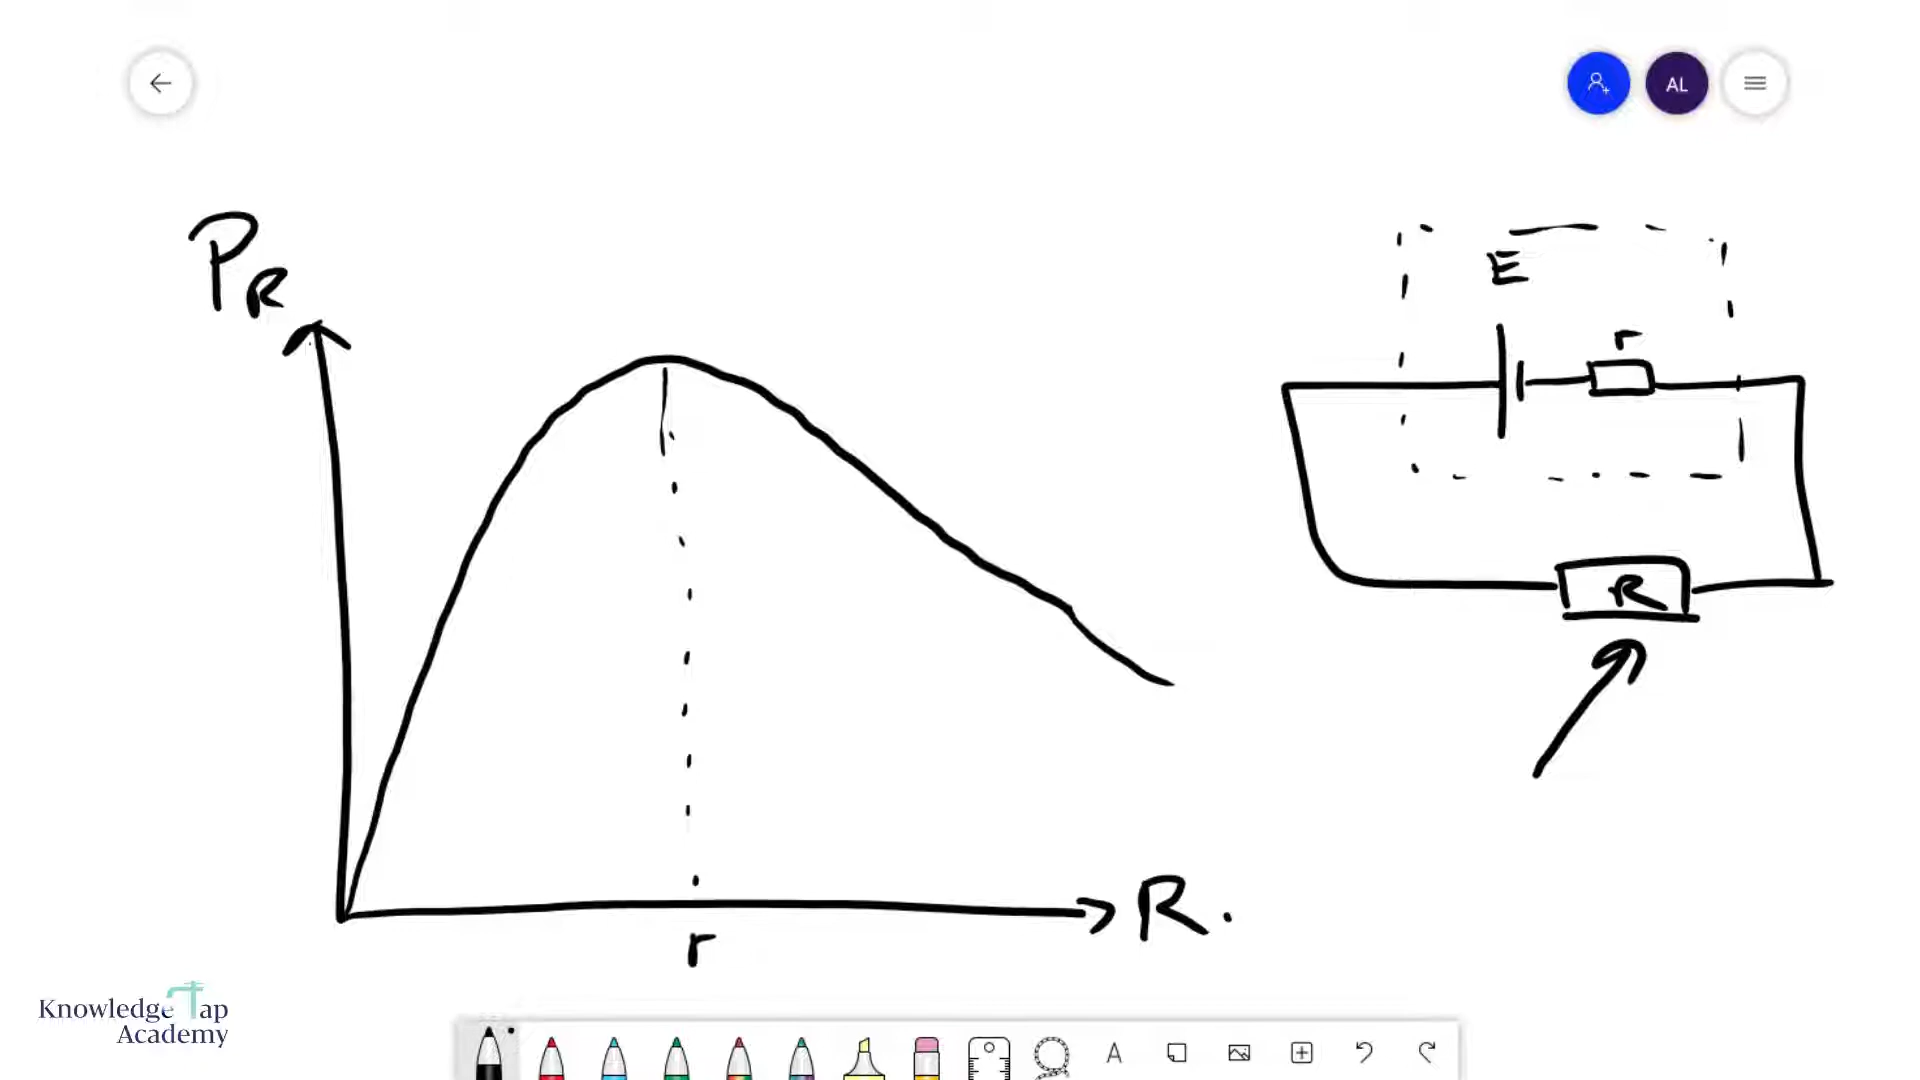 AL
P_R
E
r
R
R.
r
Knowledge Tap
Academy
A